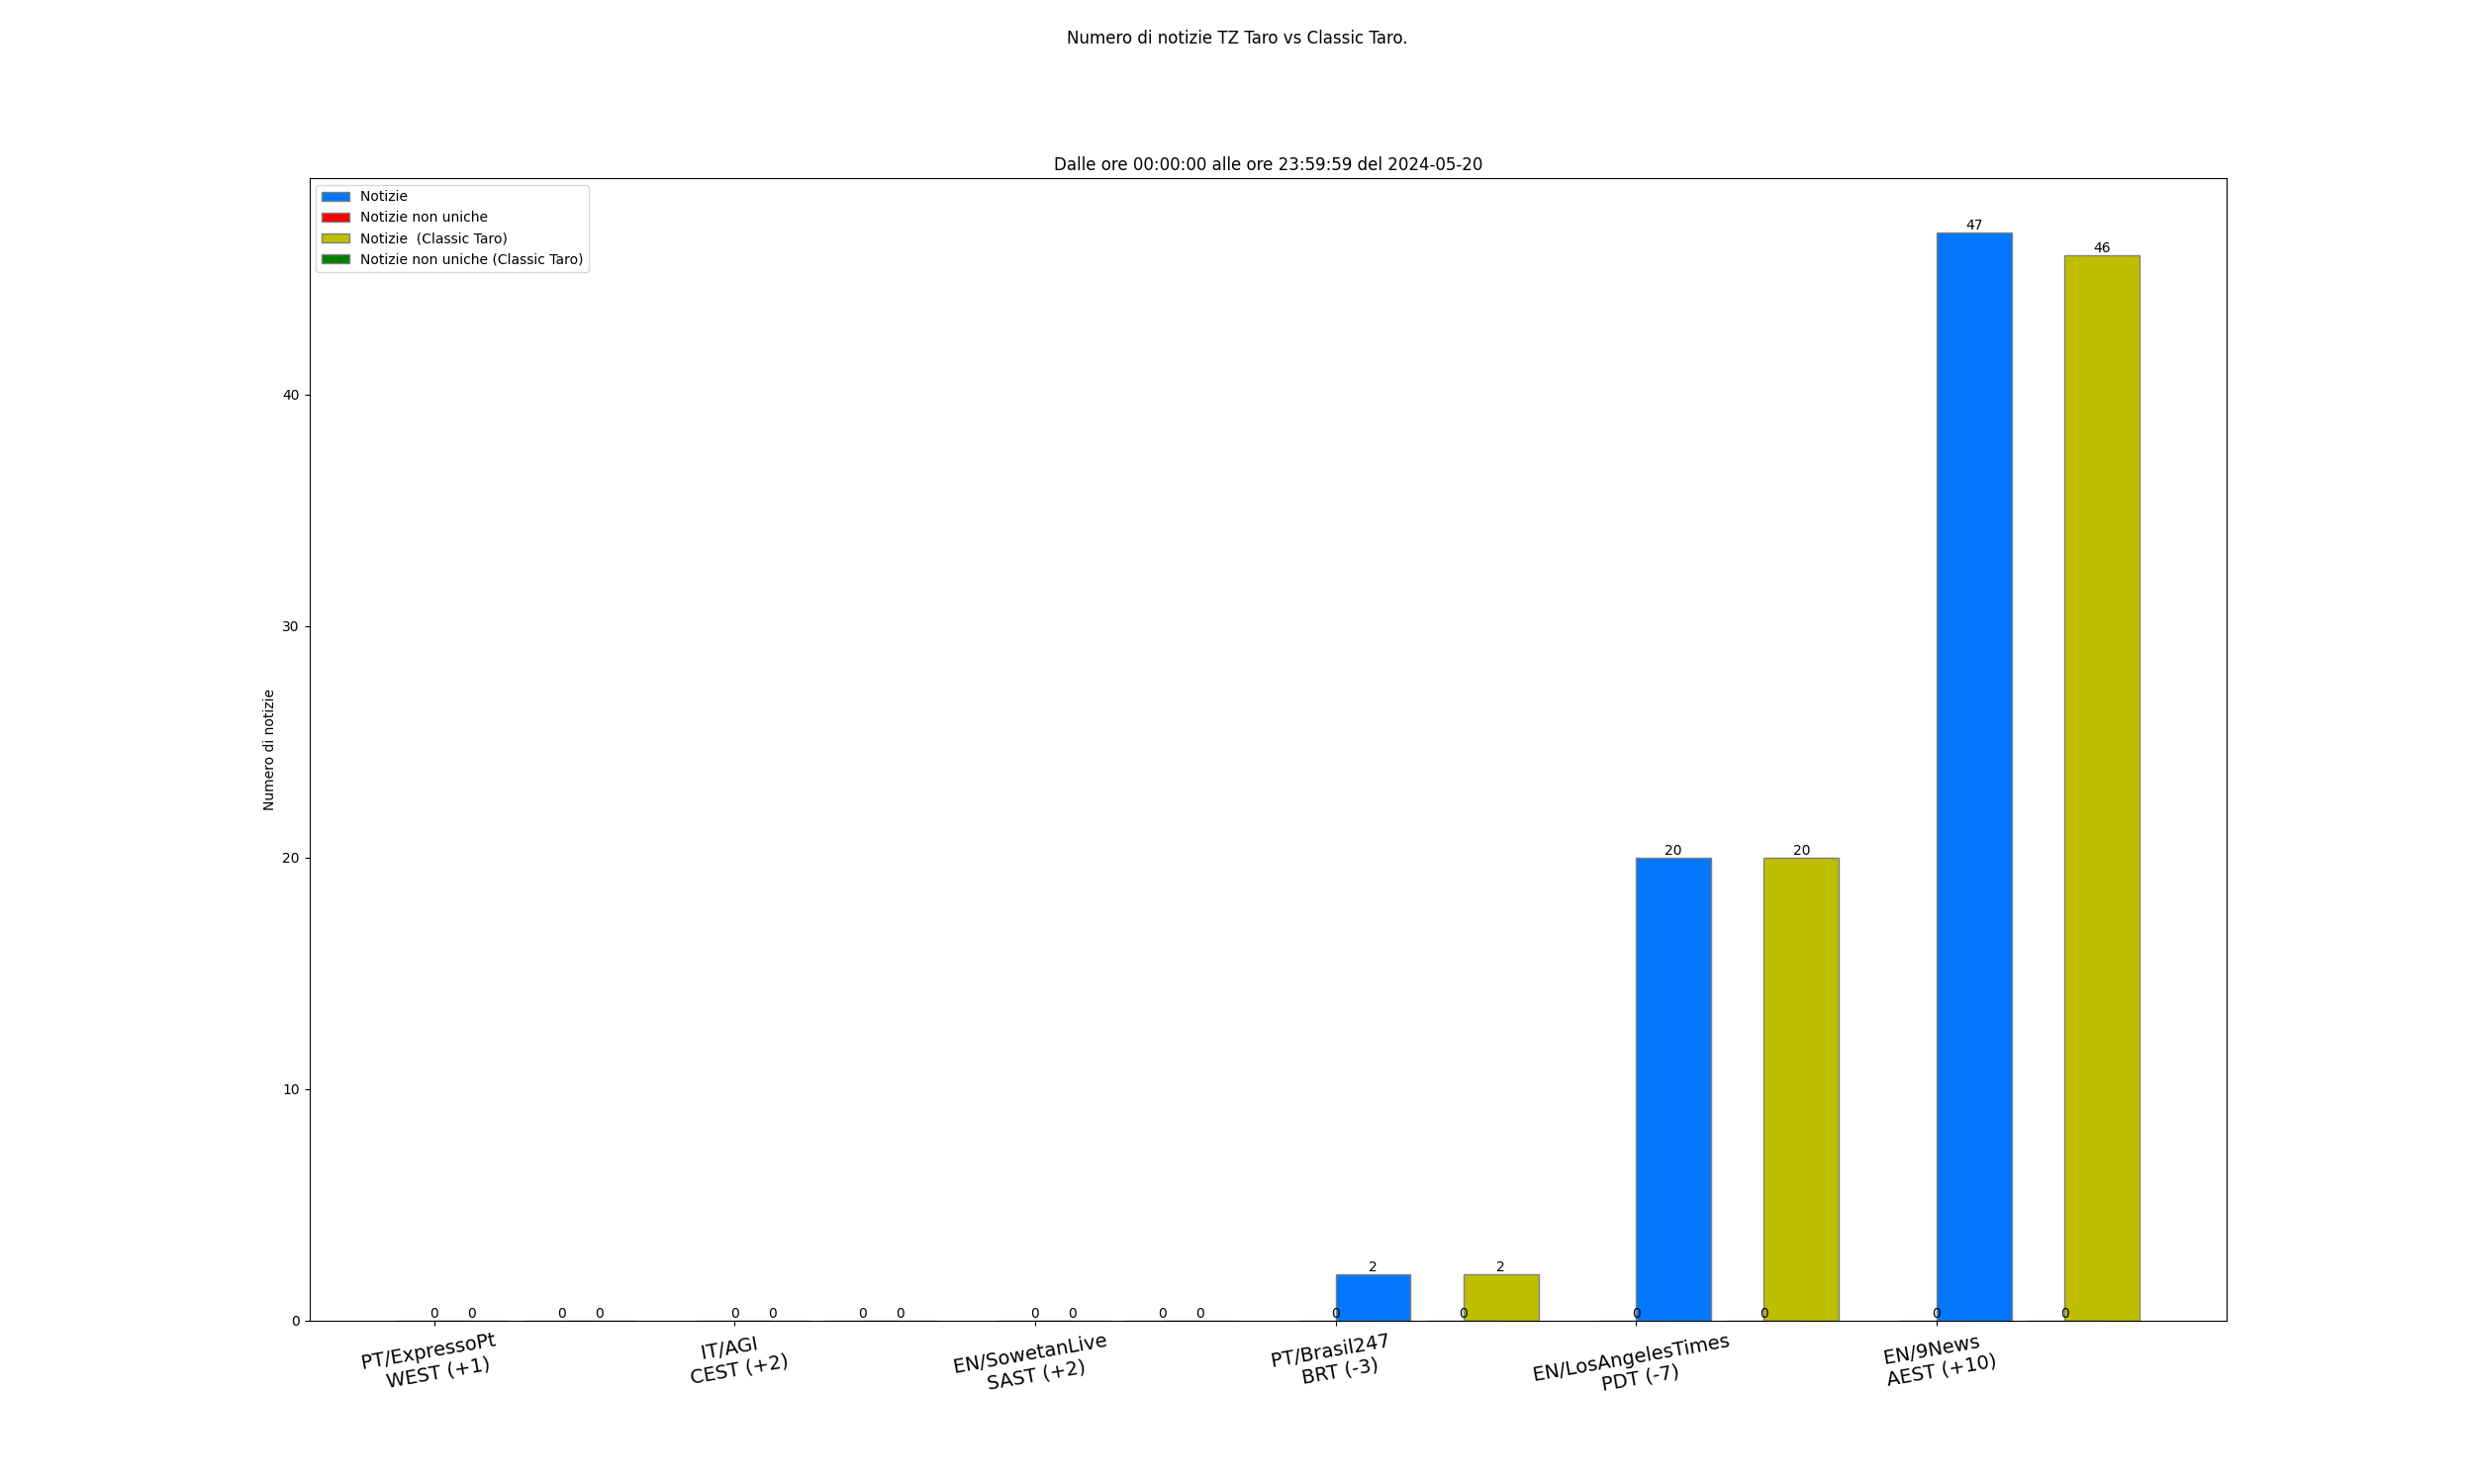 Numero di notizie TZ Taro vs Classic Taro.
Dalle ore 00:00:00 alle ore 23:59:59 del 2024-05-20
Notizie
Notizie non uniche
Notizie  (Classic Taro)
Notizie non uniche (Classic Taro)
47
46
40
30
Numero di notizie
20
20
20
10
2
2
0
0 0 0 0 0 0 0 0 0 0 0 0 0 0 0 0 0 0
PT/ExpressoPt
WEST (+1)
IT/AGI
CEST (+2)
EN/SowetanLive
SAST (+2)
PT/Brasil247
BRT (-3)
EN/LosAngelesTimes
PDT (-7)
EN/9News
AEST (+10)